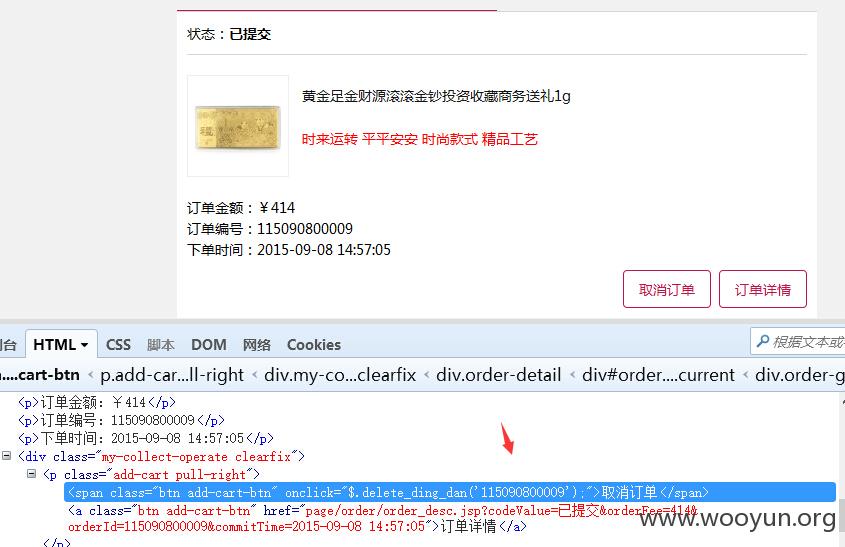 状态：已提交
黄金足金财源滚滚金钞投资收藏商务送礼1g
时来运转 平平安安 时尚款式 精品工艺
订单金额：￥414
订单编号：115090800009
下单时间：2015-09-08 14:57:05
取消订单 订单详情
台 HTML CSS 脚本 DOM 网络 Cookies 根据文本或
....cart-btn < p.add-car...ll-right < div.my-co...clearfix < div.order-detail < div#order....current < div.order-g
<p>订单金额：￥414</p>
<p>订单编号：115090800009</p>
<p>下单时间：2015-09-08 14:57:05</p>
<div class="my-collect-operate clearfix">
<p class="add-cart pull-right">
<span class="btn add-cart-btn" onclick="$.delete_ding_dan('115090800009');">取消订单</span>
<a class="btn add-cart-btn" href="page/order/order_desc.jsp?codeValue=已提交&orderFee=414&
orderId=115090800009&commitTime=2015-09-08 14:57:05">订单详情</a>
</p>
www.wooyun.org